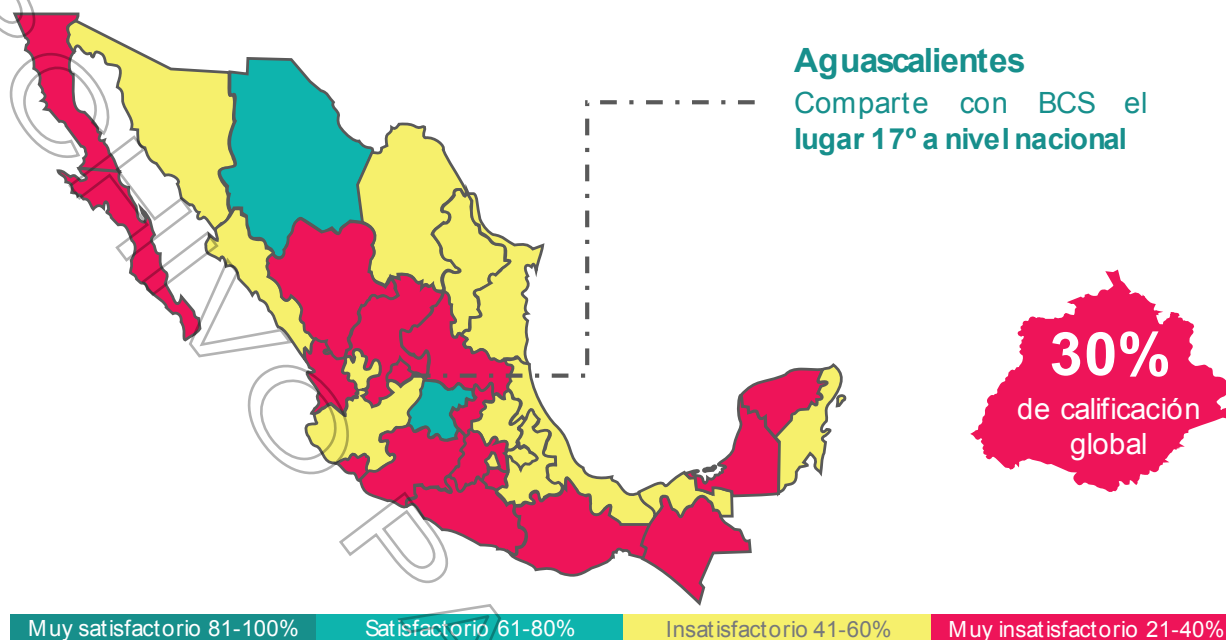 Aguascalientes
Comparte con BCS el
lugar 17º a nivel nacional
30%
de calificación
global
Muy satisfactorio 81-100%
Satisfactorio 61-80%
Insatisfactorio 41-60%
Muy insatisfactorio 21-40%